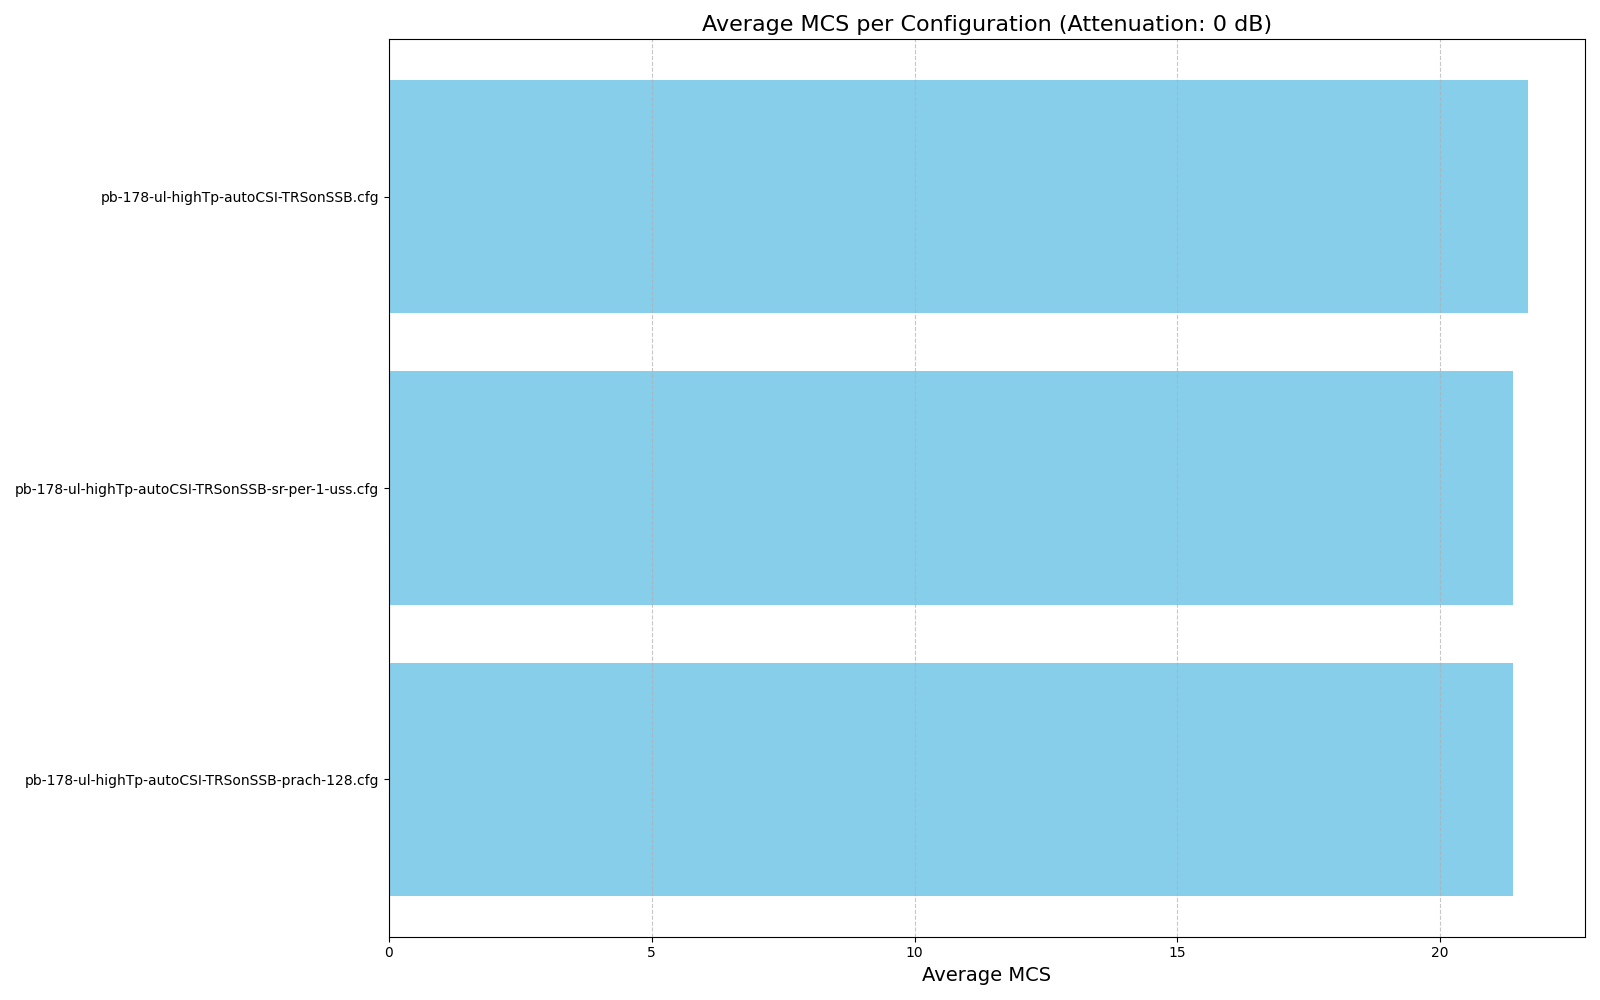 Average MCS per Configuration (Attenuation: 0 dB)
pb-178-ul-highTp-autoCSI-TRSonSSB.cfg
pb-178-ul-highTp-autoCSI-TRSonSSB-sr-per-1-uss.cfg
pb-178-ul-highTp-autoCSI-TRSonSSB-prach-128.cfg
0 5 10 15 20
Average MCS